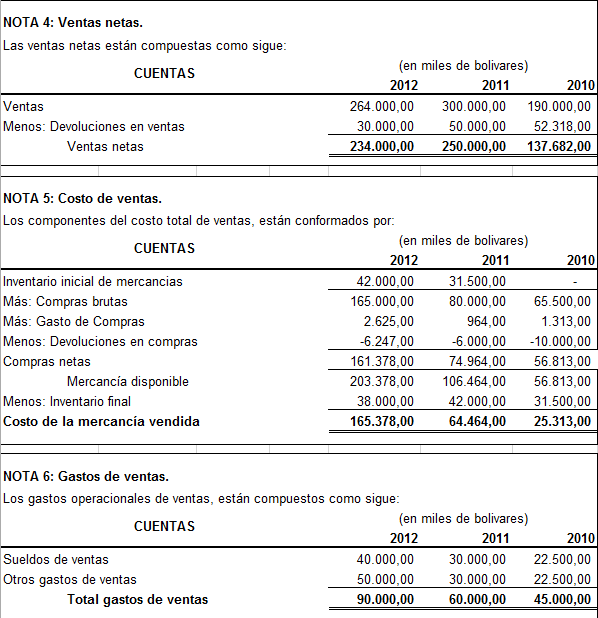 NOTA 4: Ventas netas.
Las ventas netas están compuestas como sigue:
CUENTAS (en miles de bolivares)
2012 2011 2010
Ventas 264.000,00 300.000,00 190.000,00
Menos: Devoluciones en ventas 30.000,00 50.000,00 52.318,00
Ventas netas 234.000,00 250.000,00 137.682,00
NOTA 5: Costo de ventas.
Los componentes del costo total de ventas, están conformados por:
CUENTAS (en miles de bolivares)
2012 2011 2010
Inventario inicial de mercancias 42.000,00 31.500,00 -
Más: Compras brutas 165.000,00 80.000,00 65.500,00
Más: Gasto de Compras 2.625,00 964,00 1.313,00
Menos: Devoluciones en compras -6.247,00 -6.000,00 -10.000,00
Compras netas 161.378,00 74.964,00 56.813,00
Mercancía disponible 203.378,00 106.464,00 56.813,00
Menos: Inventario final 38.000,00 42.000,00 31.500,00
Costo de la mercancía vendida 165.378,00 64.464,00 25.313,00
NOTA 6: Gastos de ventas.
Los gastos operacionales de ventas, están compuestos como sigue:
CUENTAS (en miles de bolivares)
2012 2011 2010
Sueldos de ventas 40.000,00 30.000,00 22.500,00
Otros gastos de ventas 50.000,00 30.000,00 22.500,00
Total gastos de ventas 90.000,00 60.000,00 45.000,00